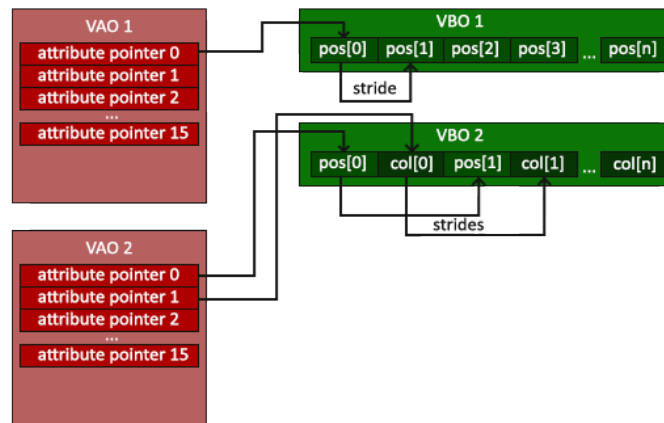 VAO 1
attribute pointer 0
attribute pointer 1
attribute pointer 2
...
attribute pointer 15
VBO 1
pos[0] pos[1] pos[2] pos[3] ... pos[n]
stride
VBO 2
pos[0] col[0] pos[1] col[1] ... col[n]
strides
VAO 2
attribute pointer 0
attribute pointer 1
attribute pointer 2
...
attribute pointer 15